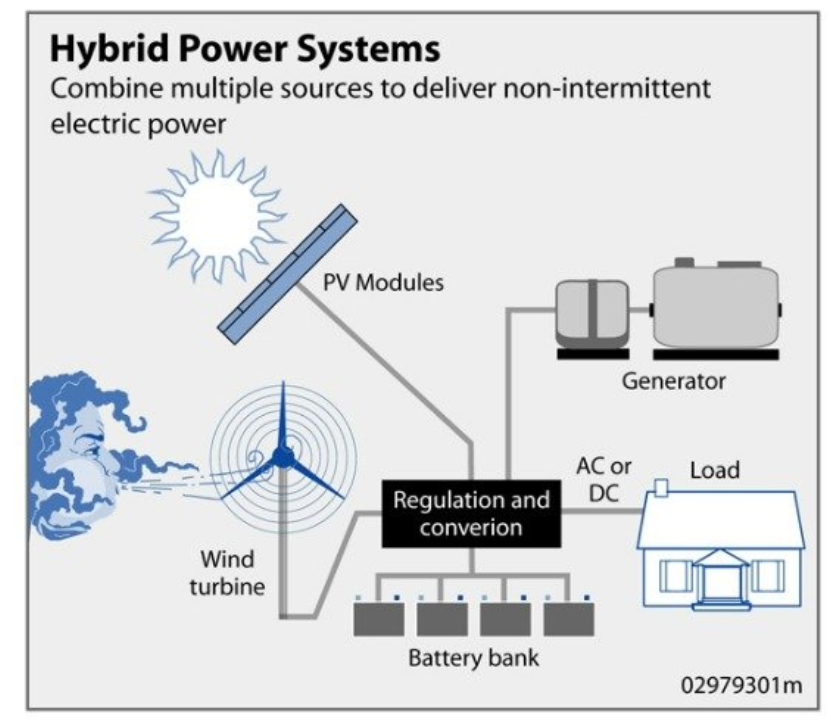 Hybrid Power Systems
Combine multiple sources to deliver non-intermittent
electric power
PV Modules
Generator
AC or
DC
Load
Regulation and
converion
Wind
turbine
Battery bank
02979301m